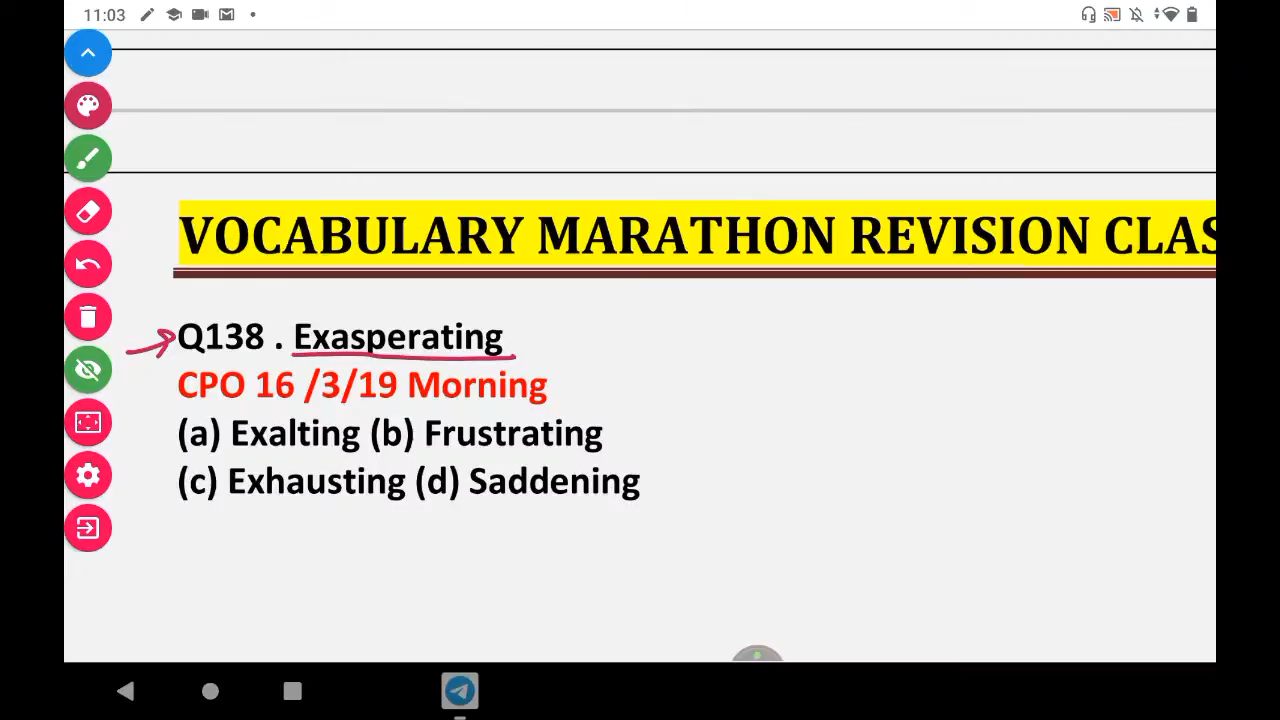 11:03
VOCABULARY MARATHON REVISION CLAS
Q138 . Exasperating
CPO 16 /3/19 Morning
(a) Exalting (b) Frustrating
(c) Exhausting (d) Saddening